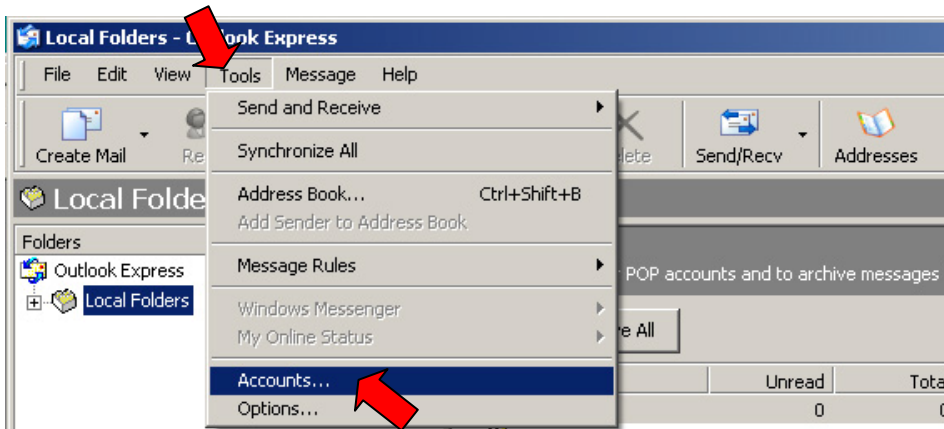 Local Folders - Outlook Express
File Edit View Tools Message Help
Create Mail Re lete Send/Recv Addresses
Send and Receive
Synchronize All
Address Book... Ctrl+Shift+B
Add Sender to Address Book
Message Rules
Windows Messenger
My Online Status
Accounts...
Options...
Local Folde
Folders
Outlook Express
Local Folders
POP accounts and to archive messages
e All
Unread Tota
0